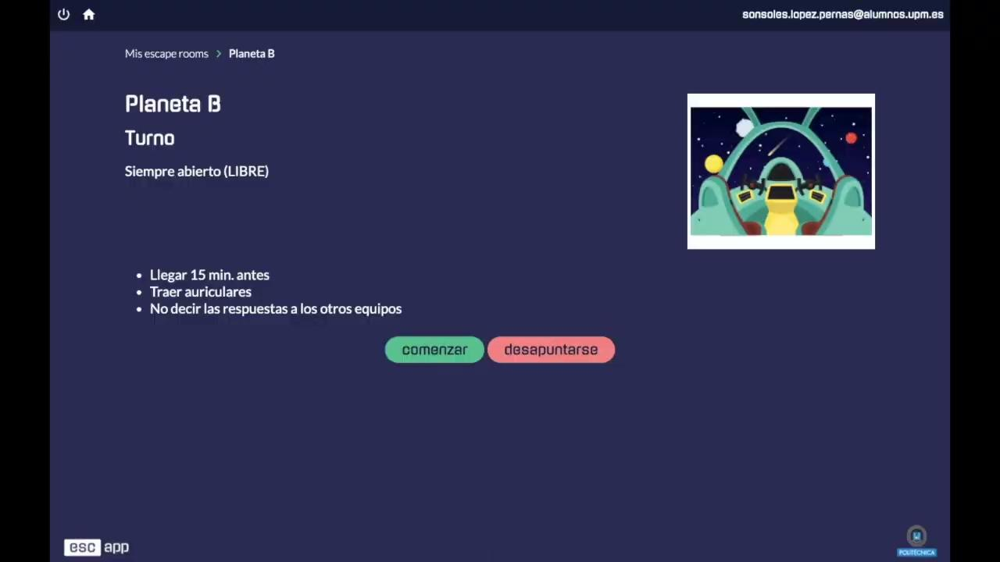 sonsoles.lopez.pernas@alumnos.upm.es
Mis escape rooms > Planeta B
Planeta B
Turno
Siempre abierto (LIBRE)
• Llegar 15 min. antes
• Traer auriculares
• No decir las respuestas a los otros equipos
comenzar desapuntarse
esc app
POLITÉCNICA